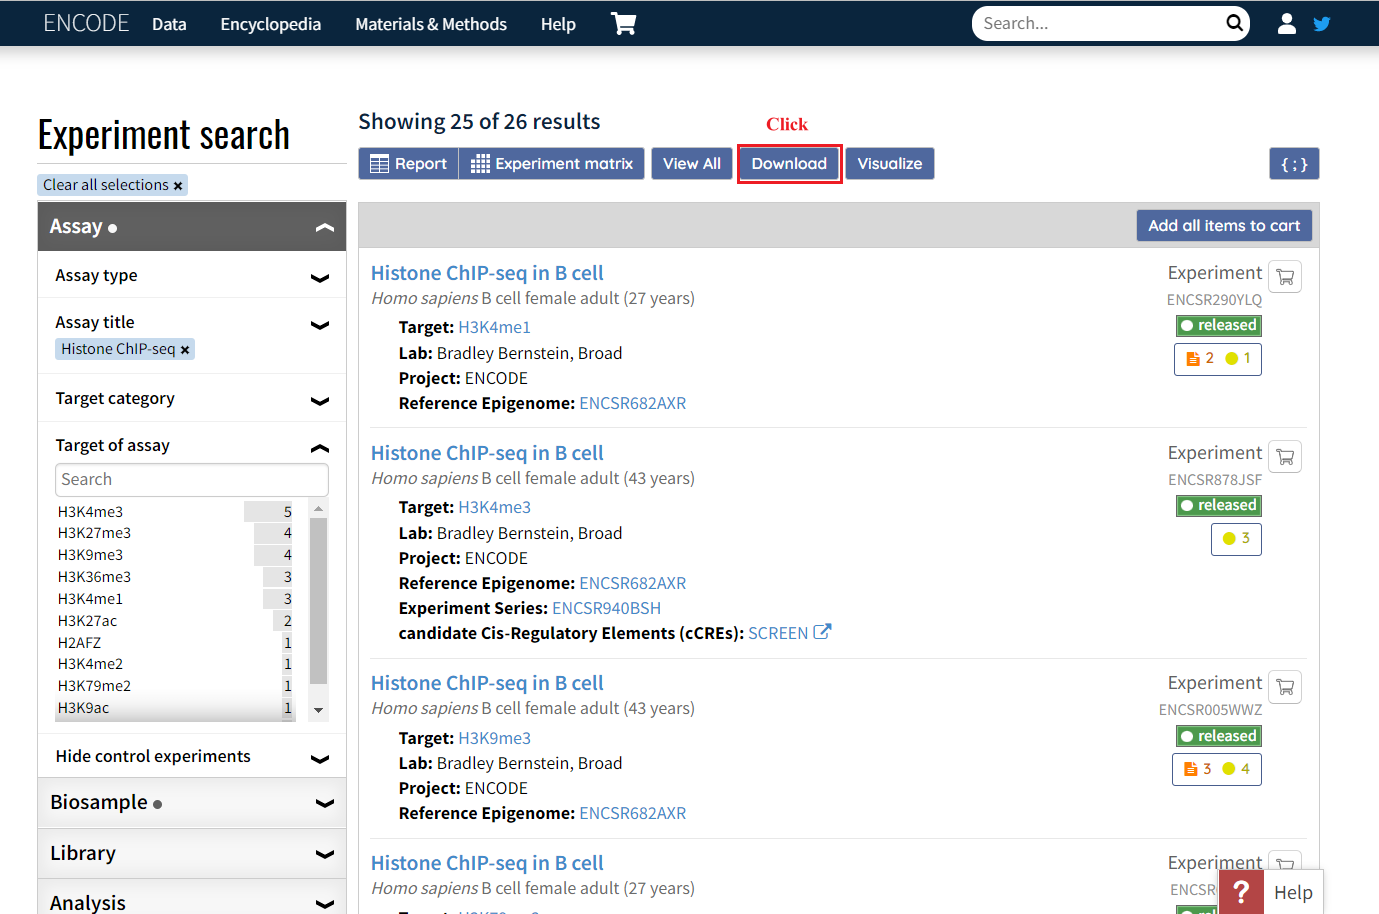 ENCODE Data Encyclopedia Materials & Methods Help Search...
Experiment search
Clear all selections ×
Assay
Assay type
Assay title
Histone ChIP-seq ×
Target category
Target of assay
Search
H3K4me3 5
H3K27me3 4
H3K9me3 4
H3K36me3 3
H3K4me1 3
H3K27ac 2
H2AFZ 1
H3K4me2 1
H3K79me2 1
H3K9ac 1
Hide control experiments
Biosample
Library
Analysis
Showing 25 of 26 results
Click
Report Experiment matrix View All Download Visualize {;}
Add all items to cart
Histone ChIP-seq in B cell Experiment
Homo sapiens B cell female adult (27 years) ENCSR290YLQ
Target: H3K4me1 released
Lab: Bradley Bernstein, Broad 2 1
Project: ENCODE
Reference Epigenome: ENCSR682AXR
Histone ChIP-seq in B cell Experiment
Homo sapiens B cell female adult (43 years) ENCSR878JSF
Target: H3K4me3 released
Lab: Bradley Bernstein, Broad 3
Project: ENCODE
Reference Epigenome: ENCSR682AXR
Experiment Series: ENCSR940BSH
candidate Cis-Regulatory Elements (cCREs): SCREEN
Histone ChIP-seq in B cell Experiment
Homo sapiens B cell female adult (43 years) ENCSR005WWZ
Target: H3K9me3 released
Lab: Bradley Bernstein, Broad 3 4
Project: ENCODE
Reference Epigenome: ENCSR682AXR
Histone ChIP-seq in B cell Experiment
Homo sapiens B cell female adult (27 years)
? Help